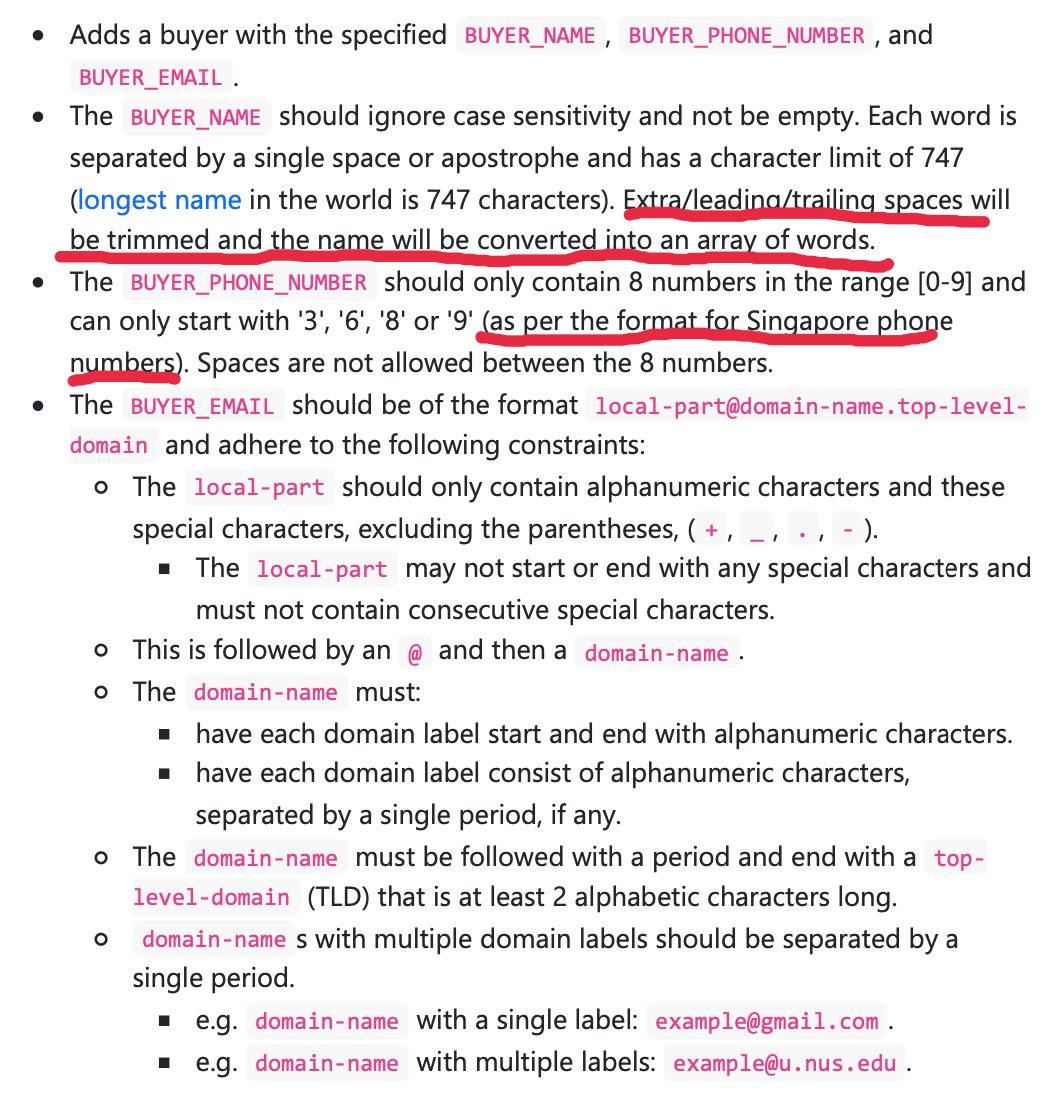 Adds a buyer with the specified BUYER_NAME , BUYER_PHONE_NUMBER , and
BUYER_EMAIL .
The BUYER_NAME should ignore case sensitivity and not be empty. Each word is
separated by a single space or apostrophe and has a character limit of 747
(longest name in the world is 747 characters). Extra/leading/trailing spaces will
be trimmed and the name will be converted into an array of words.
The BUYER_PHONE_NUMBER should only contain 8 numbers in the range [0-9] and
can only start with '3', '6', '8' or '9' (as per the format for Singapore phone
numbers). Spaces are not allowed between the 8 numbers.
The BUYER_EMAIL should be of the format local-part@domain-name.top-level-
domain and adhere to the following constraints:
The local-part should only contain alphanumeric characters and these
special characters, excluding the parentheses, ( + , _ , . , - ).
The local-part may not start or end with any special characters and
must not contain consecutive special characters.
This is followed by an @ and then a domain-name .
The domain-name must:
have each domain label start and end with alphanumeric characters.
have each domain label consist of alphanumeric characters,
separated by a single period, if any.
The domain-name must be followed with a period and end with a top-
level-domain (TLD) that is at least 2 alphabetic characters long.
domain-name s with multiple domain labels should be separated by a
single period.
e.g. domain-name with a single label: example@gmail.com .
e.g. domain-name with multiple labels: example@u.nus.edu .